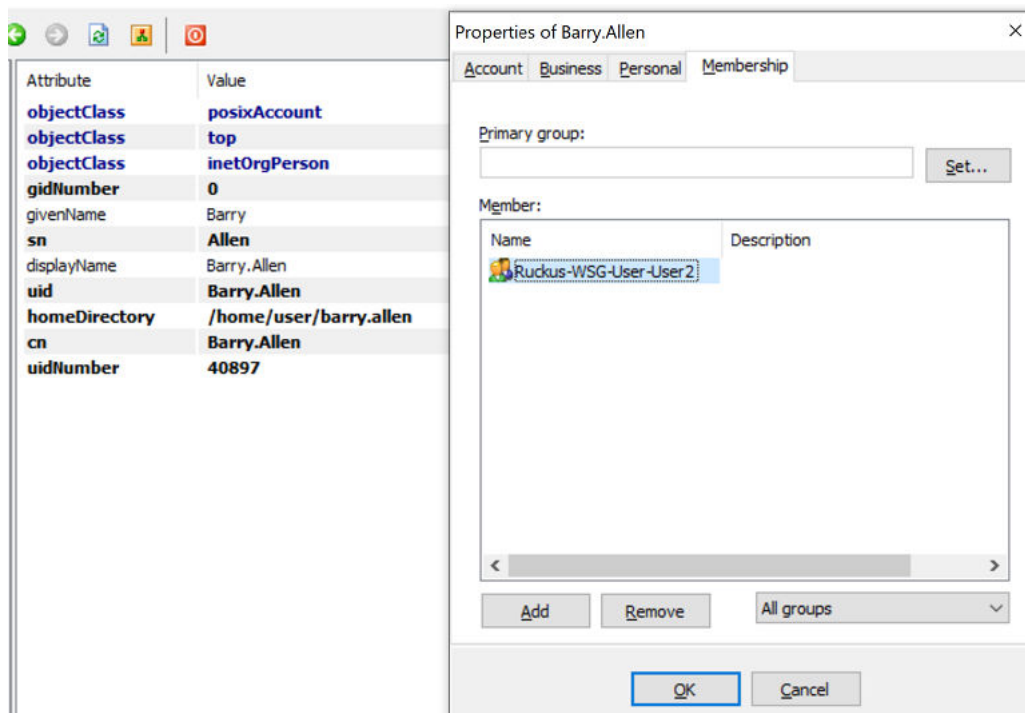 Attribute Value
objectClass posixAccount
objectClass top
objectClass inetOrgPerson
gidNumber 0
givenName Barry
sn Allen
displayName Barry.Allen
uid Barry.Allen
homeDirectory /home/user/barry.allen
cn Barry.Allen
uidNumber 40897
Properties of Barry.Allen
Account Business Personal Membership
Primary group:
Set...
Member:
Name Description
Ruckus-WSG-User-User2
Add Remove All groups
OK Cancel